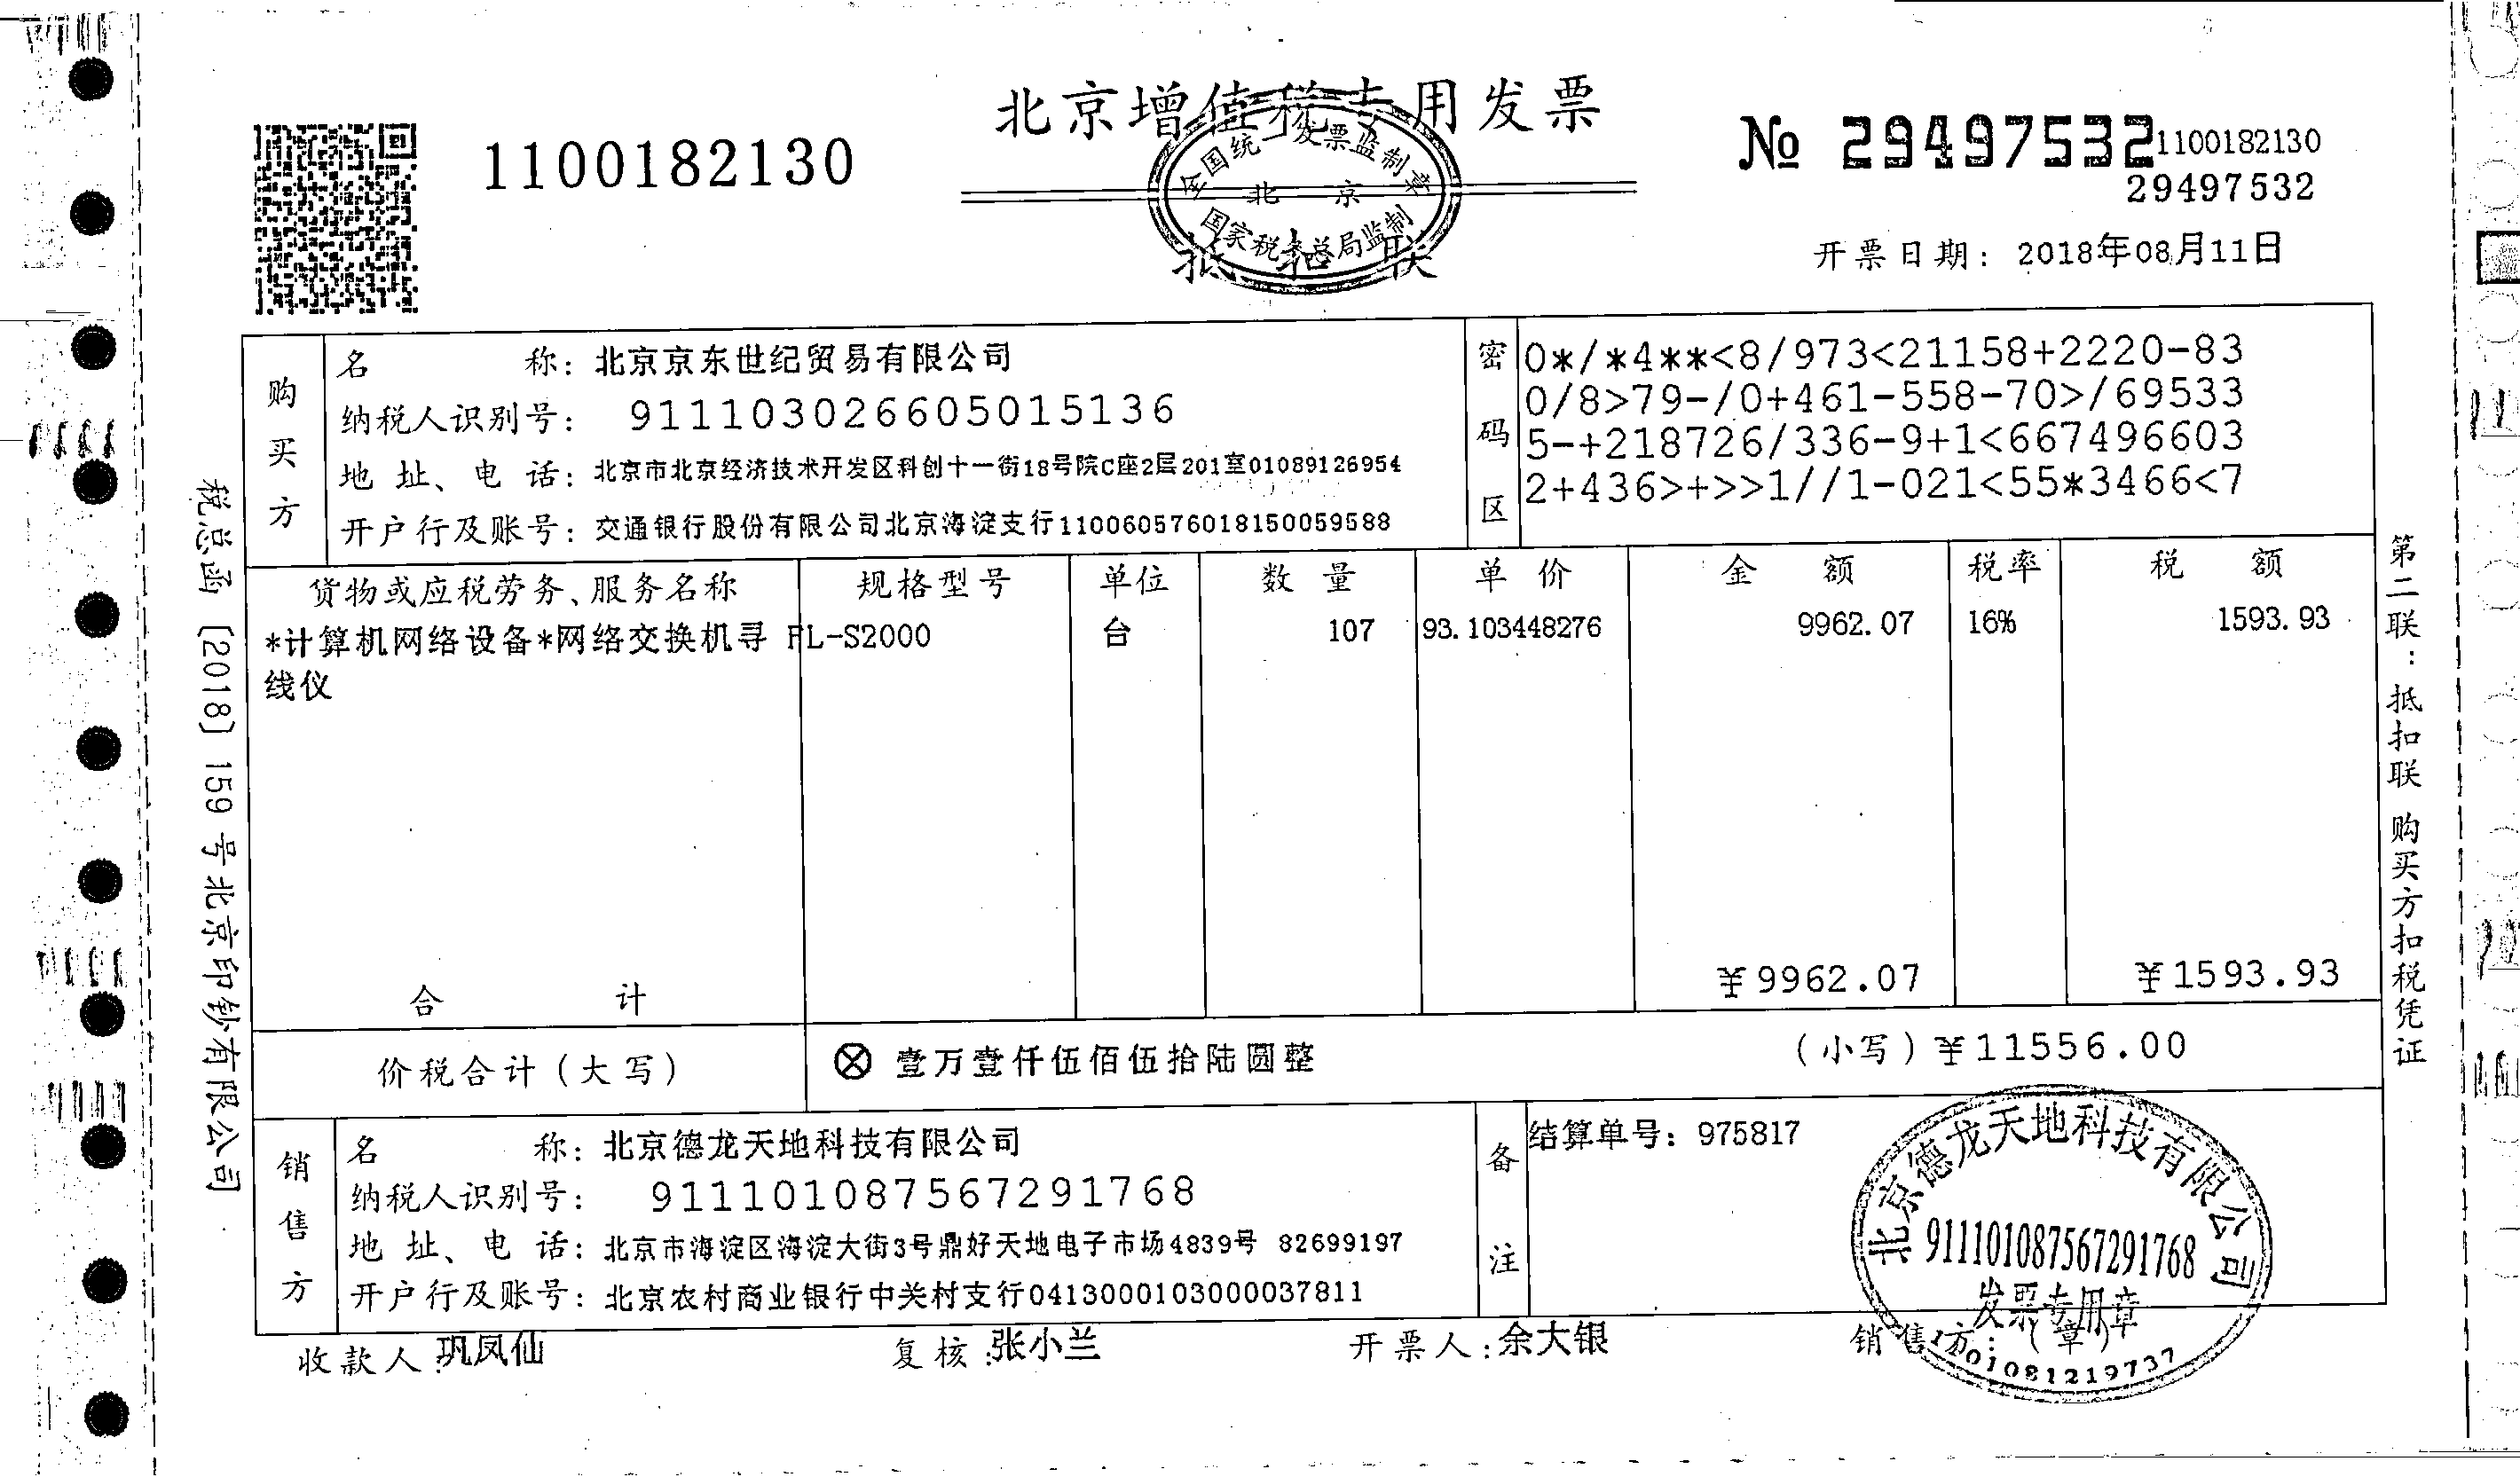 北京增值税专用发票
1100182130
№ 29497532
1100182130
29497532
全国统一发票监制章
北京
国家税务总局监制
抵扣联
开票日期：2018年08月11日
购买方
名称：北京京东世纪贸易有限公司
纳税人识别号：911103026605015136
地址、电话：北京市北京经济技术开发区科创十一街18号院C座2层201室01089126954
开户行及账号：交通银行股份有限公司北京海淀支行110060576018150059588
密码区
0*/*4**<8/973<21158+2220-83
0/8>79-/0+461-558-70>/69533
5-+218726/336-9+1<667496603
2+436>+>>1//1-021<55*3466<7
货物或应税劳务、服务名称 规格型号 单位 数量 单价 金额 税率 税额
*计算机网络设备*网络交换机寻 FL-S2000 台 107 93.103448276 9962.07 16% 1593.93
线仪
合计 ¥9962.07 ¥1593.93
价税合计（大写） ⊗ 壹万壹仟伍佰伍拾陆圆整 （小写）¥11556.00
销售方
名称：北京德龙天地科技有限公司
纳税人识别号：911101087567291768
地址、电话：北京市海淀区海淀大街3号鼎好天地电子市场4839号 82699197
开户行及账号：北京农村商业银行中关村支行0413000103000037811
备注
结算单号：975817
北京德龙天地科技有限公司
911101087567291768
发票专用章
收款人：巩凤仙 复核：张小兰 开票人：余大银 销售方：（章）
税总函〔2018〕159号北京印钞有限公司
第二联：抵扣联 购买方扣税凭证